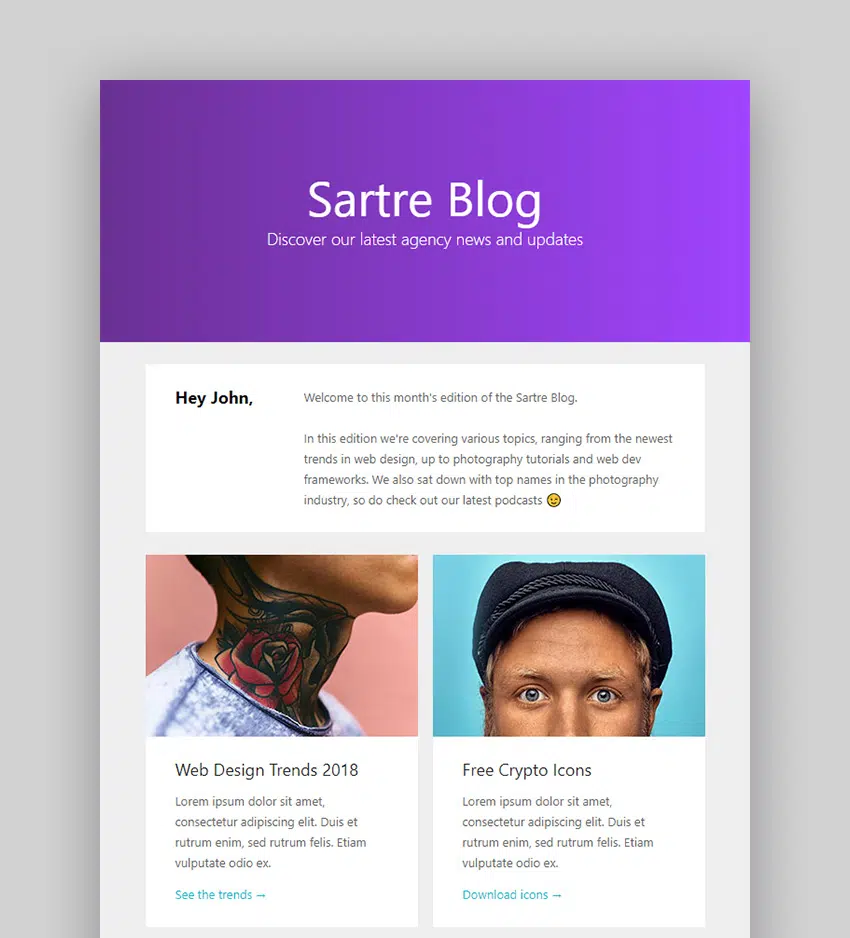 Sartre Blog
Discover our latest agency news and updates
Hey John,
Welcome to this month's edition of the Sartre Blog.
In this edition we're covering various topics, ranging from the newest
trends in web design, up to photography tutorials and web dev
frameworks. We also sat down with top names in the photography
industry, so do check out our latest podcasts 😉
Web Design Trends 2018
Lorem ipsum dolor sit amet,
consectetur adipiscing elit. Duis et
rutrum enim, sed rutrum felis. Etiam
vulputate odio ex.
See the trends →
Free Crypto Icons
Lorem ipsum dolor sit amet,
consectetur adipiscing elit. Duis et
rutrum enim, sed rutrum felis. Etiam
vulputate odio ex.
Download icons →